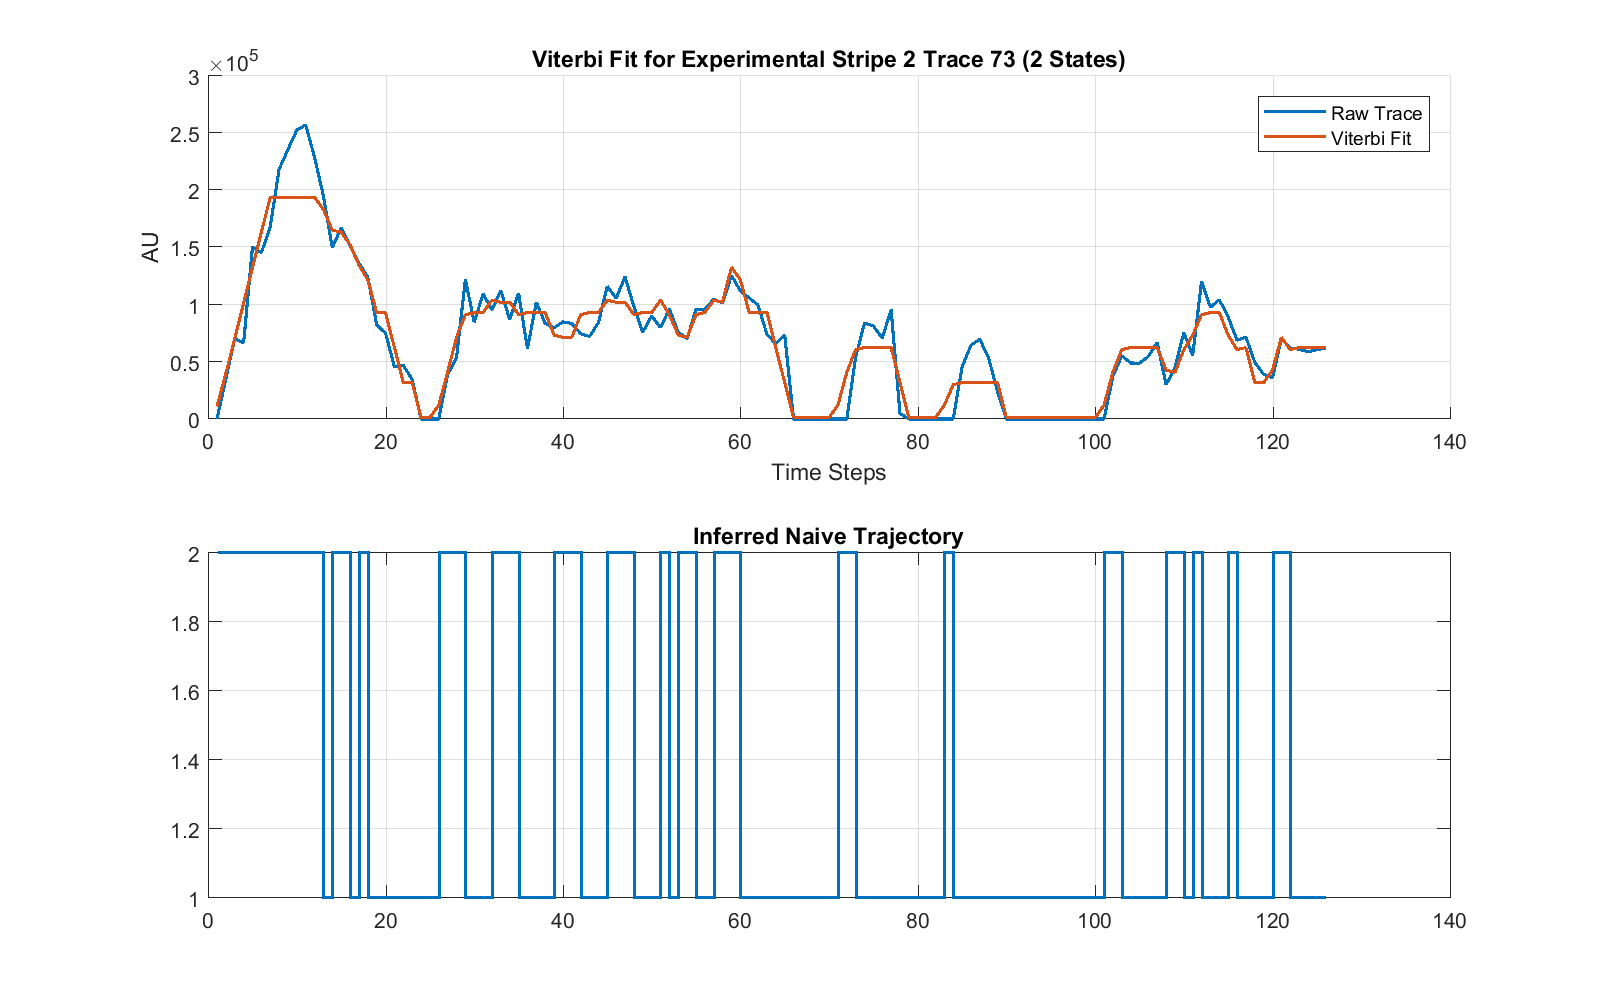 Viterbi Fit for Experimental Stripe 2 Trace 73 (2 States)
×10^5
3
2.5
2
1.5
1
0.5
0
AU
Raw Trace
Viterbi Fit
0 20 40 60 80 100 120 140
Time Steps
Inferred Naive Trajectory
2
1.8
1.6
1.4
1.2
1
0 20 40 60 80 100 120 140